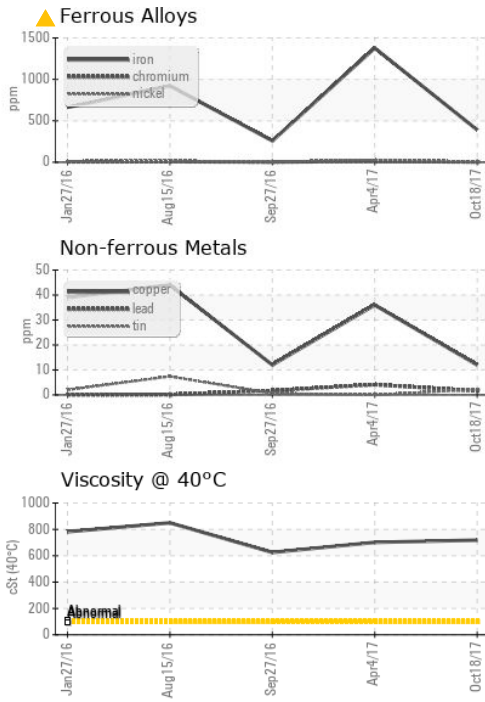 Ferrous Alloys
1500
1000
500
0
ppm
iron
chromium
nickel
Jan27/16
Aug15/16
Sep27/16
Apr4/17
Oct18/17
Non-ferrous Metals
50
40
30
20
10
0
ppm
copper
lead
tin
Jan27/16
Aug15/16
Sep27/16
Apr4/17
Oct18/17
Viscosity @ 40°C
1000
800
600
400
200
0
cSt (40°C)
Abnormal
Abnormal
Jan27/16
Aug15/16
Sep27/16
Apr4/17
Oct18/17